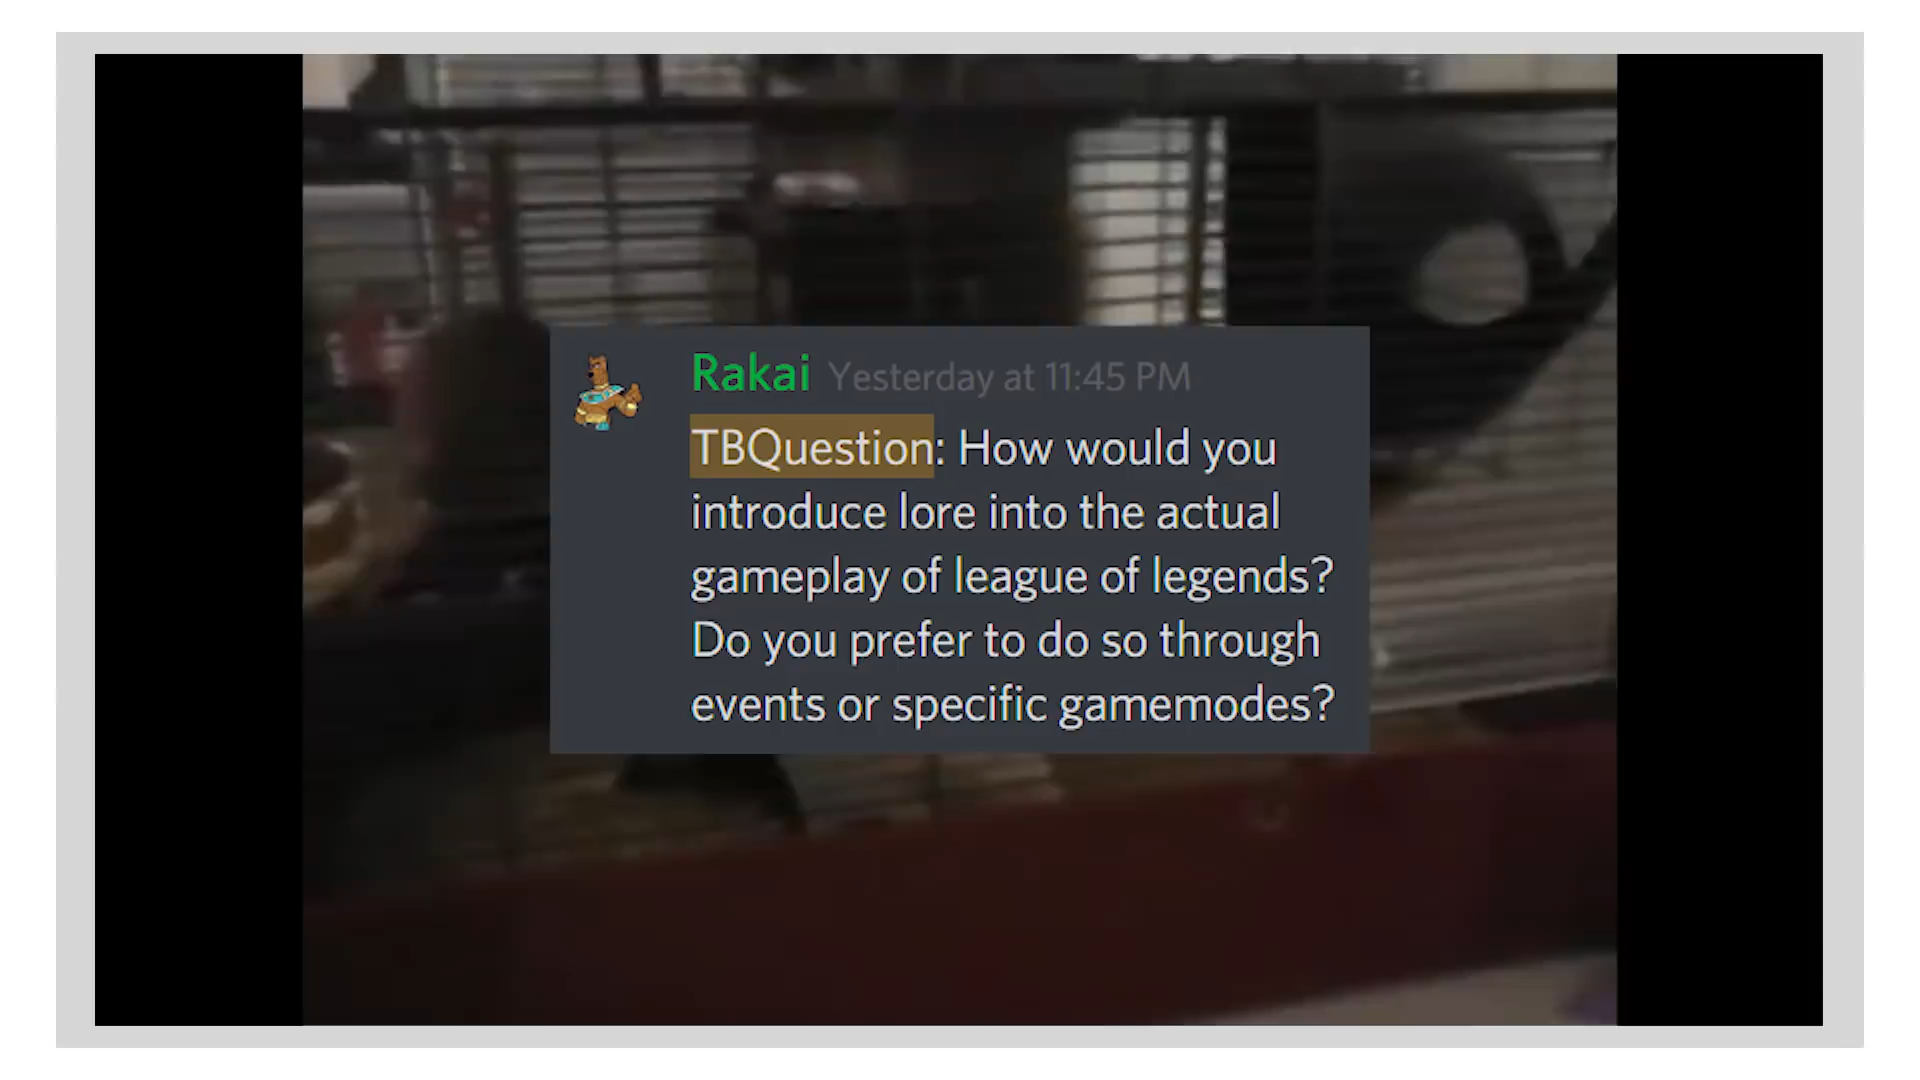 Rakai Yesterday at 11:45 PM
TBQuestion: How would you
introduce lore into the actual
gameplay of league of legends?
Do you prefer to do so through
events or specific gamemodes?